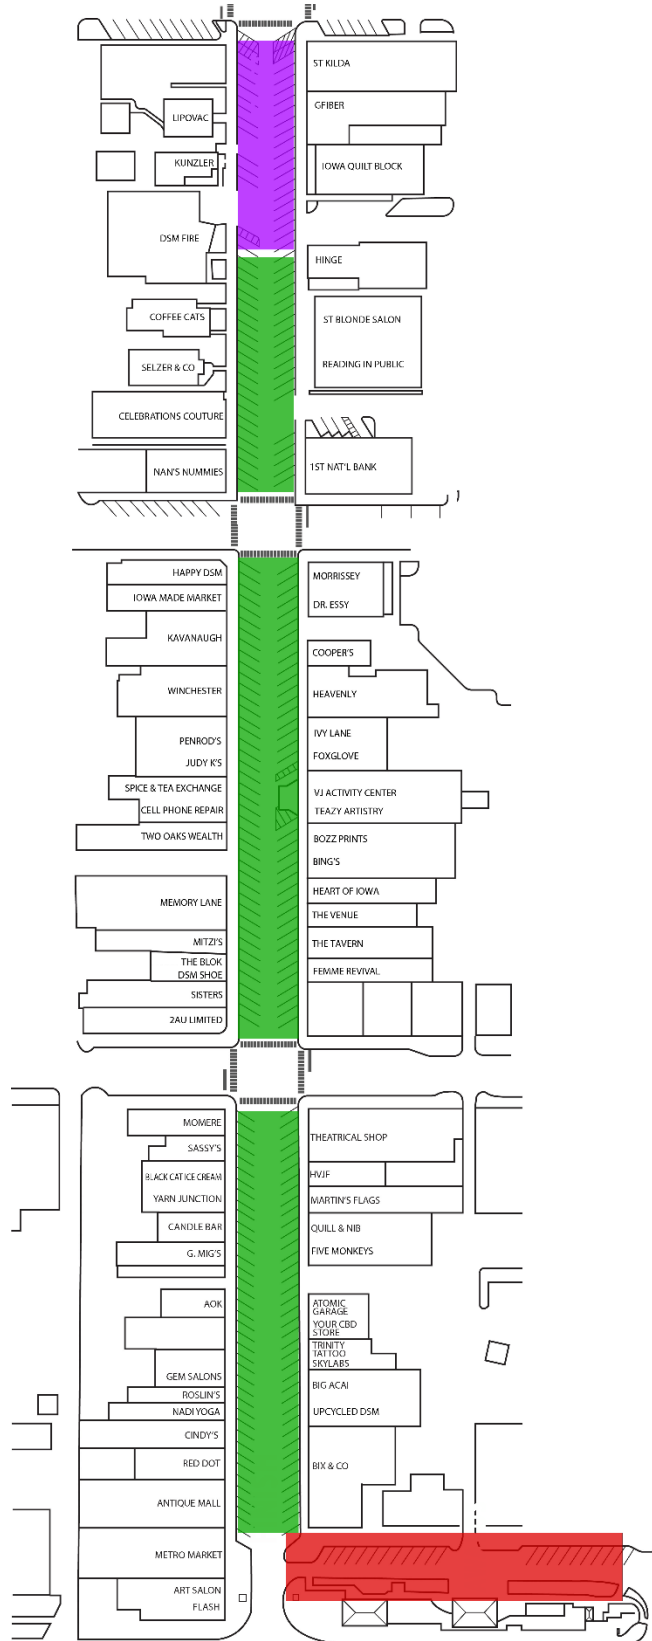 ST KILDA
GFIBER
LIPOVAC
KUNZLER
IOWA QUILT BLOCK
DSM FIRE
HINGE
COFFEE CATS
ST BLONDE SALON
SELZER & CO
READING IN PUBLIC
CELEBRATIONS COUTURE
NAN'S NUMMIES
1ST NAT'L BANK
HAPPY DSM
MORRISSEY
IOWA MADE MARKET
DR. ESSY
KAVANAUGH
COOPER'S
WINCHESTER
HEAVENLY
IVY LANE
PENROD'S
FOXGLOVE
JUDY K'S
SPICE & TEA EXCHANGE
VJ ACTIVITY CENTER
CELL PHONE REPAIR
TEAZY ARTISTRY
TWO OAKS WEALTH
BOZZ PRINTS
BING'S
HEART OF IOWA
MEMORY LANE
THE VENUE
MITZI'S
THE TAVERN
THE BLOK
DSM SHOE
FEMME REVIVAL
SISTERS
2AU LIMITED
MOMERE
THEATRICAL SHOP
SASSY'S
BLACK CAT ICE CREAM
HVJF
YARN JUNCTION
MARTIN'S FLAGS
CANDLE BAR
QUILL & NIB
G. MIG'S
FIVE MONKEYS
AOK
ATOMIC
GARAGE
YOUR CBD
STORE
TRINITY
TATTOO
SKYLABS
GEM SALONS
BIG ACAI
ROSLIN'S
NADI YOGA
UPCYCLED DSM
CINDY'S
RED DOT
BIX & CO
ANTIQUE MALL
METRO MARKET
ART SALON
FLASH